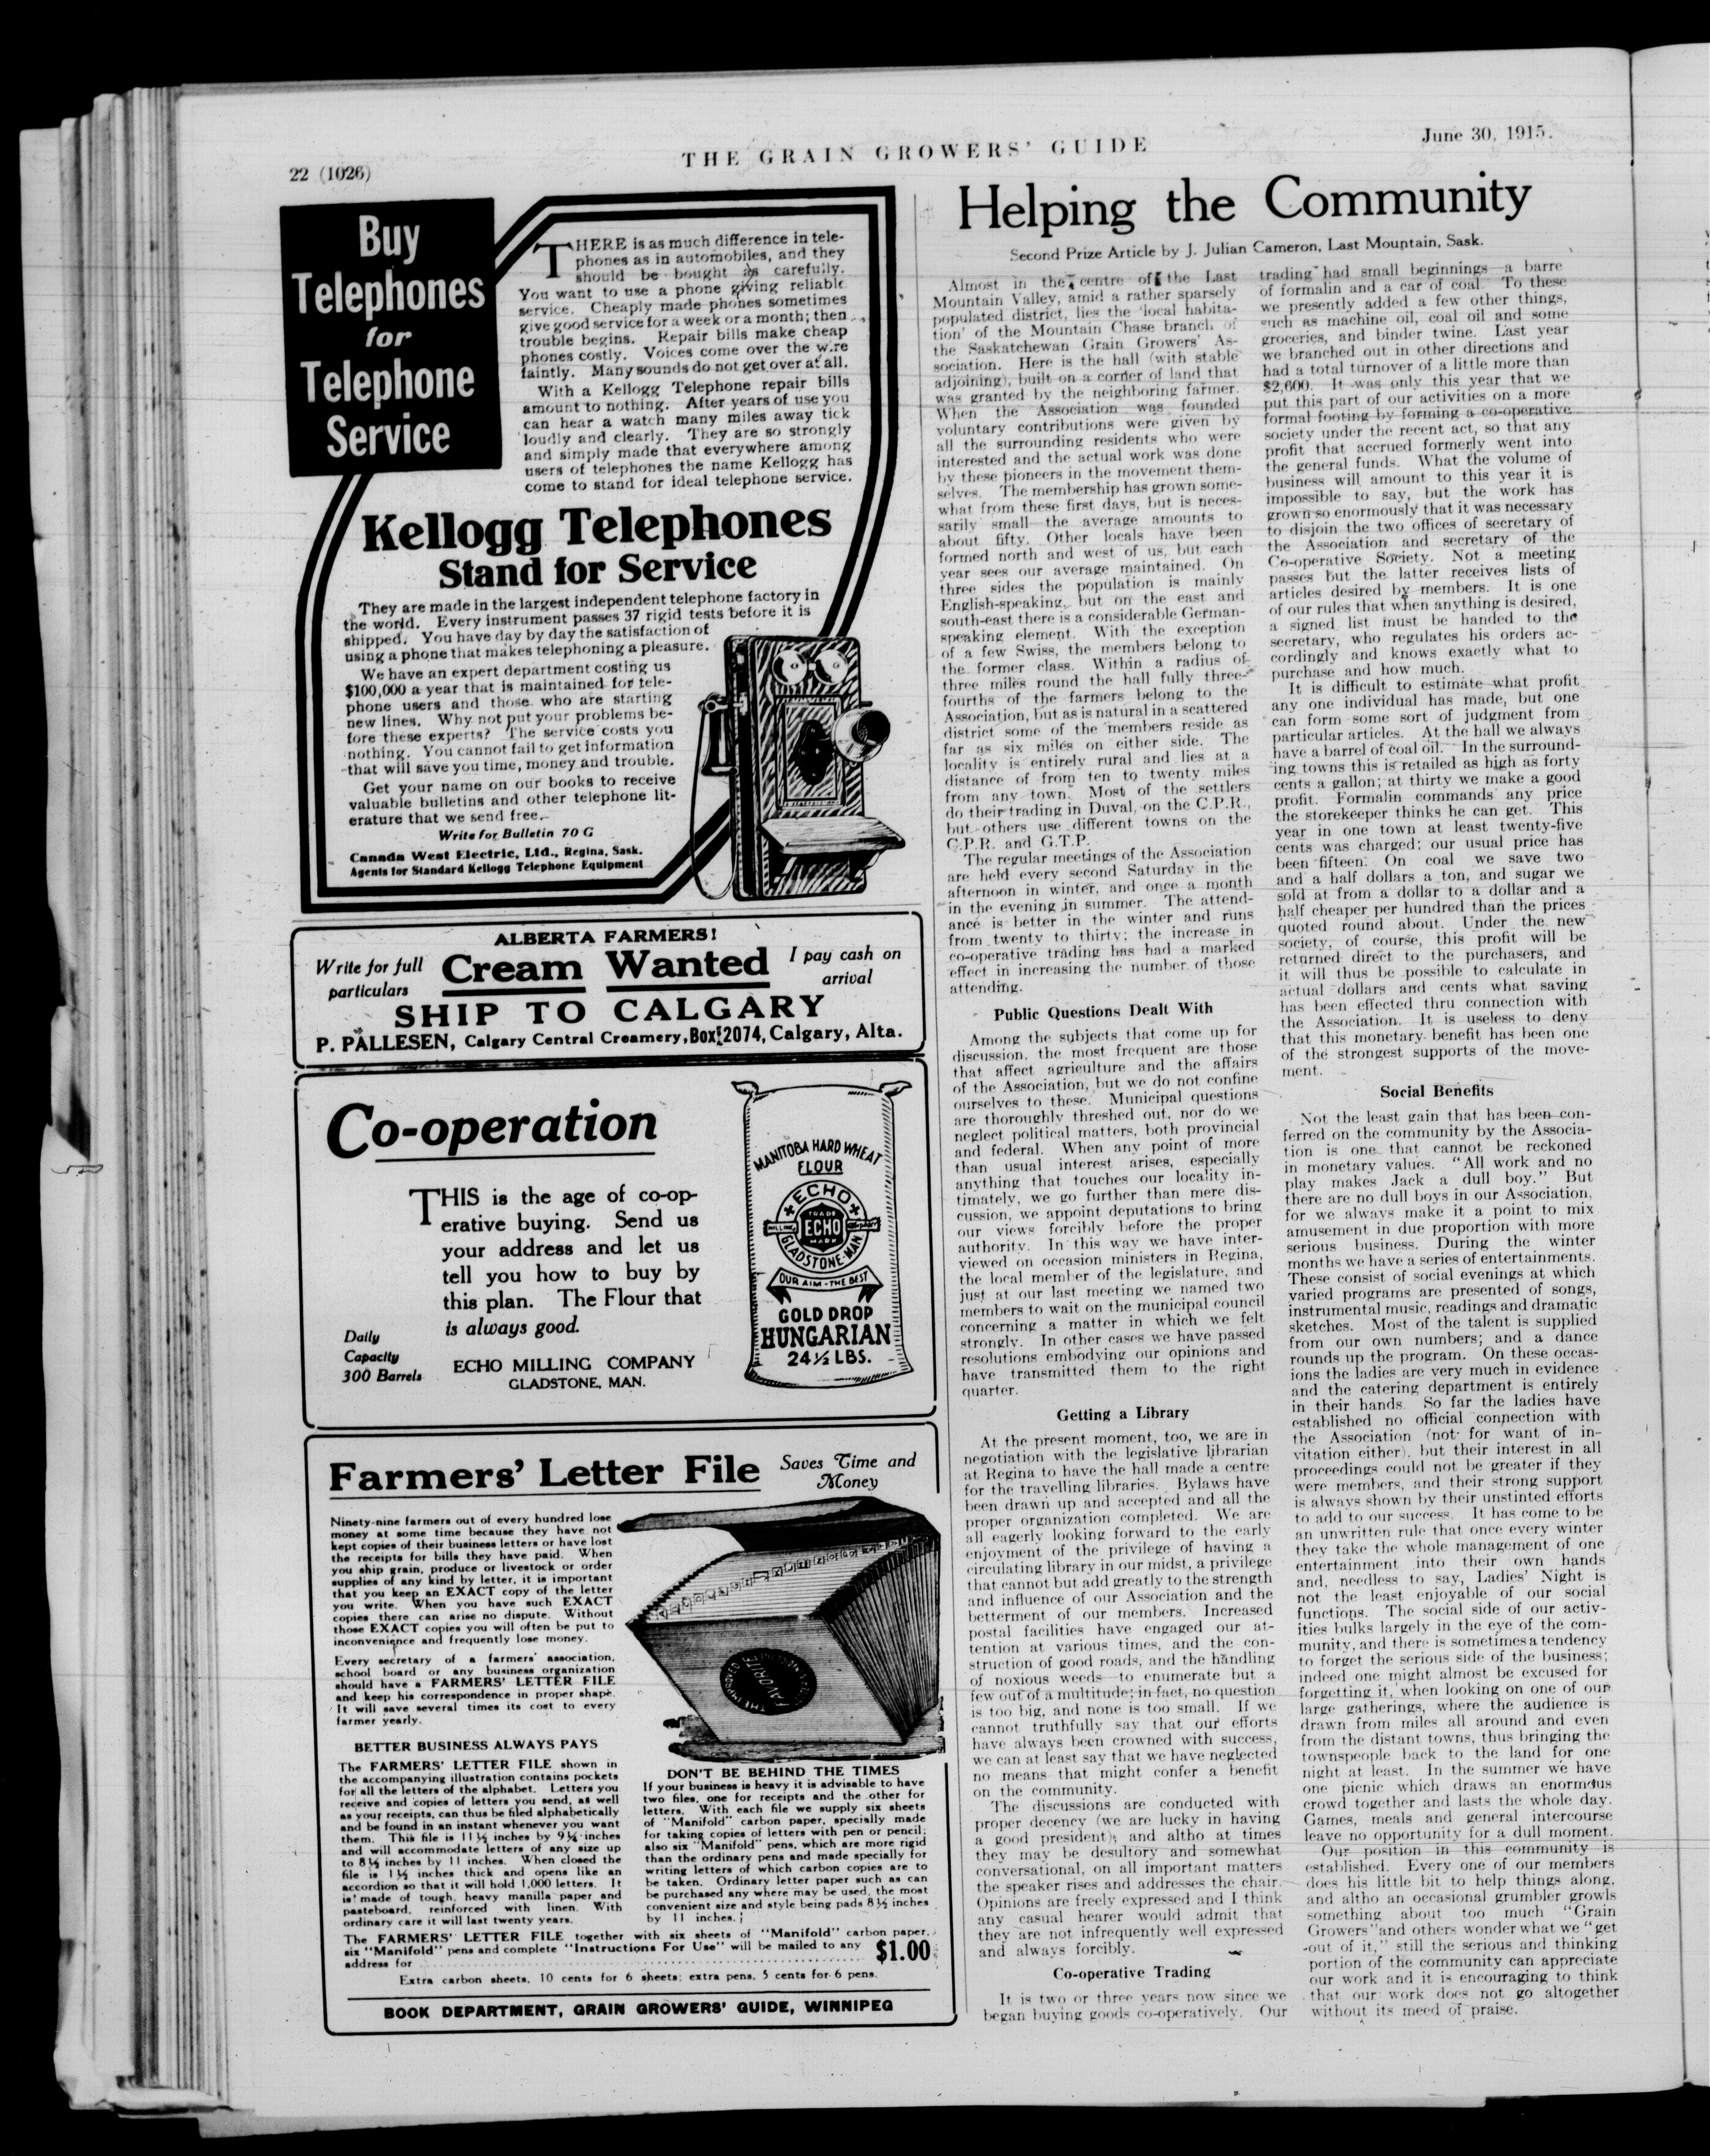 22 (1026)
THE GRAIN GROWERS' GUIDE
June 30, 1915.
Buy
Telephones
for
Telephone
Service
THERE is as much difference in tele-
phones as in automobiles, and they
should be bought as carefully.
You want to use a phone giving reliable
service. Cheaply made phones sometimes
give good service for a week or a month; then
trouble begins. Repair bills make cheap
phones costly. Voices come over the wire
faintly. Many sounds do not get over at all.
With a Kellogg Telephone repair bills
amount to nothing. After years of use you
can hear a watch many miles away tick
loudly and clearly. They are so strongly
and simply made that everywhere among
users of telephones the name Kellogg has
come to stand for ideal telephone service.
Kellogg Telephones
Stand for Service
They are made in the largest independent telephone factory in
the world. Every instrument passes 37 rigid tests before it is
shipped. You have day by day the satisfaction of
using a phone that makes telephoning a pleasure.
We have an expert department costing us
$100,000 a year that is maintained for tele-
phone users and those who are starting
new lines. Why not put your problems be-
fore these experts? The service costs you
nothing. You cannot fail to get information
that will save you time, money and trouble.
Get your name on our books to receive
valuable bulletins and other telephone lit-
erature that we send free.
Write for Bulletin 70 G
Canada West Electric, Ltd., Regina, Sask.
Agents for Standard Kellogg Telephone Equipment
ALBERTA FARMERS!
Write for full
particulars
Cream Wanted
I pay cash on
arrival
SHIP TO CALGARY
P. PALLESEN, Calgary Central Creamery, Box 2074, Calgary, Alta.
Co-operation
THIS is the age of co-op-
erative buying. Send us
your address and let us
tell you how to buy by
this plan. The Flour that
is always good.
Daily
Capacity
300 Barrels
ECHO MILLING COMPANY
GLADSTONE, MAN.
MANITOBA HARD WHEAT
FLOUR
ECHO
MILLING
TRADE
ECHO
MARK
COMPANY
GLADSTONE MAN.
OUR AIM - THE BEST
GOLD DROP
HUNGARIAN
24½ LBS.
Farmers' Letter File
Saves Time and
Money
Ninety-nine farmers out of every hundred lose
money at some time because they have not
kept copies of their business letters or have lost
the receipts for bills they have paid. When
you ship grain, produce or livestock or order
supplies of any kind by letter, it is important
that you keep an EXACT copy of the letter
you write. When you have such EXACT
copies there can arise no dispute. Without
those EXACT copies you will often be put to
inconvenience and frequently lose money.
Every secretary of a farmers' association,
school board or any business organization
should have a FARMERS' LETTER FILE
and keep his correspondence in proper shape.
It will save several times its cost to every
farmer yearly.
BETTER BUSINESS ALWAYS PAYS
The FARMERS' LETTER FILE shown in
the accompanying illustration contains pockets
for all the letters of the alphabet. Letters you
receive and copies of letters you send, as well
as your receipts, can thus be filed alphabetically
and be found in an instant whenever you want
them. This file is 11½ inches by 9¼ inches
and will accommodate letters of any size up
to 8½ inches by 11 inches. When closed the
file is 1½ inches thick and opens like an
accordion so that it will hold 1,000 letters. It
is made of tough, heavy manilla paper and
pasteboard, reinforced with linen. With
ordinary care it will last twenty years.
THE IMPROVED
FAVORITE
DON'T BE BEHIND THE TIMES
If your business is heavy it is advisable to have
two files, one for receipts and the other for
letters. With each file we supply six sheets
of "Manifold" carbon paper, specially made
for taking copies of letters with pen or pencil;
also six "Manifold" pens, which are more rigid
than the ordinary pens and made specially for
writing letters of which carbon copies are to
be taken. Ordinary letter paper such as can
be purchased any where may be used, the most
convenient size and style being pads 8½ inches
by 11 inches.
The FARMERS' LETTER FILE together with six sheets of "Manifold" carbon paper,
six "Manifold" pens and complete "Instructions For Use" will be mailed to any
address for $1.00
Extra carbon sheets, 10 cents for 6 sheets; extra pens, 5 cents for 6 pens.
BOOK DEPARTMENT, GRAIN GROWERS' GUIDE, WINNIPEG
Helping the Community
Second Prize Article by J. Julian Cameron, Last Mountain, Sask.
Almost in the centre of the Last
Mountain Valley, amid a rather sparsely
populated district, lies the 'local habita-
tion' of the Mountain Chase branch of
the Saskatchewan Grain Growers' As-
sociation. Here is the hall (with stable
adjoining), built on a corner of land that
was granted by the neighboring farmer.
When the Association was founded
voluntary contributions were given by
all the surrounding residents who were
interested and the actual work was done
by these pioneers in the movement them-
selves. The membership has grown some-
what from these first days, but is neces-
sarily small—the average amounts to
about fifty. Other locals have been
formed north and west of us, but each
year sees our average maintained. On
three sides the population is mainly
English-speaking, but on the east and
south-east there is a considerable German-
speaking element. With the exception
of a few Swiss, the members belong to
the former class. Within a radius of
three miles round the hall fully three-
fourths of the farmers belong to the
Association, but as is natural in a scattered
district some of the members reside as
far as six miles on either side. The
locality is entirely rural and lies at a
distance of from ten to twenty miles
from any town. Most of the settlers
do their trading in Duval, on the C.P.R.,
but others use different towns on the
C.P.R. and G.T.P.
The regular meetings of the Association
are held every second Saturday in the
afternoon in winter, and once a month
in the evening in summer. The attend-
ance is better in the winter and runs
from twenty to thirty; the increase in
co-operative trading has had a marked
effect in increasing the number of those
attending.
Public Questions Dealt With
Among the subjects that come up for
discussion, the most frequent are those
that affect agriculture and the affairs
of the Association, but we do not confine
ourselves to these. Municipal questions
are thoroughly threshed out, nor do we
neglect political matters, both provincial
and federal. When any point of more
than usual interest arises, especially
anything that touches our locality in-
timately, we go further than mere dis-
cussion, we appoint deputations to bring
our views forcibly before the proper
authority. In this way we have inter-
viewed on occasion ministers in Regina,
the local member of the legislature, and
just at our last meeting we named two
members to wait on the municipal council
concerning a matter in which we felt
strongly. In other cases we have passed
resolutions embodying our opinions and
have transmitted them to the right
quarter.
Getting a Library
At the present moment, too, we are in
negotiation with the legislative librarian
at Regina to have the hall made a centre
for the travelling libraries. Bylaws have
been drawn up and accepted and all the
proper organization completed. We are
all eagerly looking forward to the early
enjoyment of the privilege of having a
circulating library in our midst, a privilege
that cannot but add greatly to the strength
and influence of our Association and the
betterment of our members. Increased
postal facilities have engaged our at-
tention at various times, and the con-
struction of good roads, and the handling
of noxious weeds—to enumerate but a
few out of a multitude; in fact, no question
is too big, and none is too small. If we
cannot truthfully say that our efforts
have always been crowned with success,
we can at least say that we have neglected
no means that might confer a benefit
on the community.
The discussions are conducted with
proper decency (we are lucky in having
a good president); and altho at times
they may be desultory and somewhat
conversational, on all important matters
the speaker rises and addresses the chair.
Opinions are freely expressed and I think
any casual hearer would admit that
they are not infrequently well expressed
and always forcibly.
Co-operative Trading
It is two or three years now since we
began buying goods co-operatively. Our
trading had small beginnings—a barre
of formalin and a car of coal. To these
we presently added a few other things,
such as machine oil, coal oil and some
groceries, and binder twine. Last year
we branched out in other directions and
had a total turnover of a little more than
$2,600. It was only this year that we
put this part of our activities on a more
formal footing by forming a co-operative
society under the recent act, so that any
profit that accrued formerly went into
the general funds. What the volume of
business will amount to this year it is
impossible to say, but the work has
grown so enormously that it was necessary
to disjoin the two offices of secretary of
the Association and secretary of the
Co-operative Society. Not a meeting
passes but the latter receives lists of
articles desired by members. It is one
of our rules that when anything is desired,
a signed list must be handed to the
secretary, who regulates his orders ac-
cordingly and knows exactly what to
purchase and how much.
It is difficult to estimate what profit
any one individual has made, but one
can form some sort of judgment from
particular articles. At the hall we always
have a barrel of coal oil. In the surround-
ing towns this is retailed as high as forty
cents a gallon; at thirty we make a good
profit. Formalin commands any price
the storekeeper thinks he can get. This
year in one town at least twenty-five
cents was charged; our usual price has
been fifteen. On coal we save two
and a half dollars a ton, and sugar we
sold at from a dollar to a dollar and a
half cheaper per hundred than the prices
quoted round about. Under the new
society, of course, this profit will be
returned direct to the purchasers, and
it will thus be possible to calculate in
actual dollars and cents what saving
has been effected thru connection with
the Association. It is useless to deny
that this monetary benefit has been one
of the strongest supports of the move-
ment.
Social Benefits
Not the least gain that has been con-
ferred on the community by the Associa-
tion is one that cannot be reckoned
in monetary values. "All work and no
play makes Jack a dull boy." But
there are no dull boys in our Association,
for we always make it a point to mix
amusement in due proportion with more
serious business. During the winter
months we have a series of entertainments.
These consist of social evenings at which
varied programs are presented of songs,
instrumental music, readings and dramatic
sketches. Most of the talent is supplied
from our own numbers; and a dance
rounds up the program. On these occas-
ions the ladies are very much in evidence
and the catering department is entirely
in their hands. So far the ladies have
established no official connection with
the Association (not for want of in-
vitation either), but their interest in all
proceedings could not be greater if they
were members, and their strong support
is always shown by their unstinted efforts
to add to our success. It has come to be
an unwritten rule that once every winter
they take the whole management of one
entertainment into their own hands
and, needless to say, Ladies' Night is
not the least enjoyable of our social
functions. The social side of our activ-
ities bulks largely in the eye of the com-
munity, and there is sometimes a tendency
to forget the serious side of the business;
indeed one might almost be excused for
forgetting it, when looking on one of our
large gatherings, where the audience is
drawn from miles all around and even
from the distant towns, thus bringing the
townspeople back to the land for one
night at least. In the summer we have
one picnic which draws an enormous
crowd together and lasts the whole day.
Games, meals and general intercourse
leave no opportunity for a dull moment.
Our position in this community is
established. Every one of our members
does his little bit to help things along,
and altho an occasional grumbler growls
something about too much "Grain
Growers" and others wonder what we "get
out of it," still the serious and thinking
portion of the community can appreciate
our work and it is encouraging to think
that our work does not go altogether
without its meed of praise.